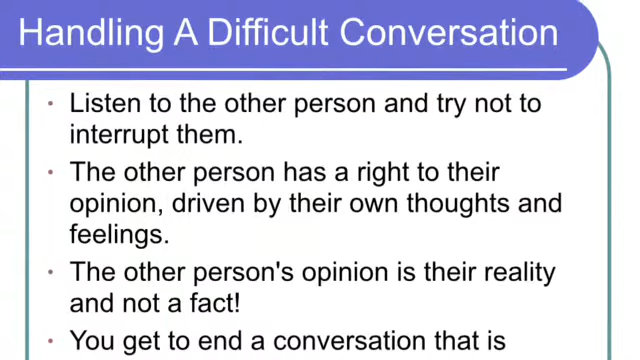 Handling A Difficult Conversation
• Listen to the other person and try not to
interrupt them.
• The other person has a right to their
opinion, driven by their own thoughts and
feelings.
• The other person's opinion is their reality
and not a fact!
• You get to end a conversation that is